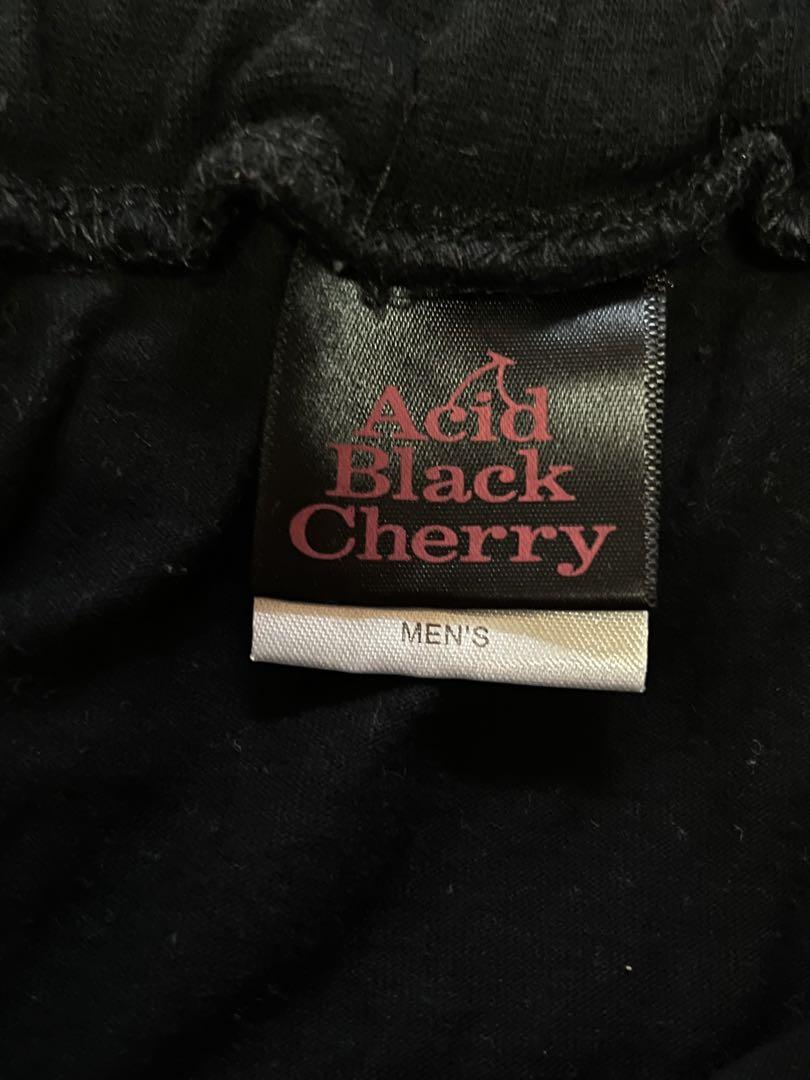 Acid
Black
Cherry
MEN'S